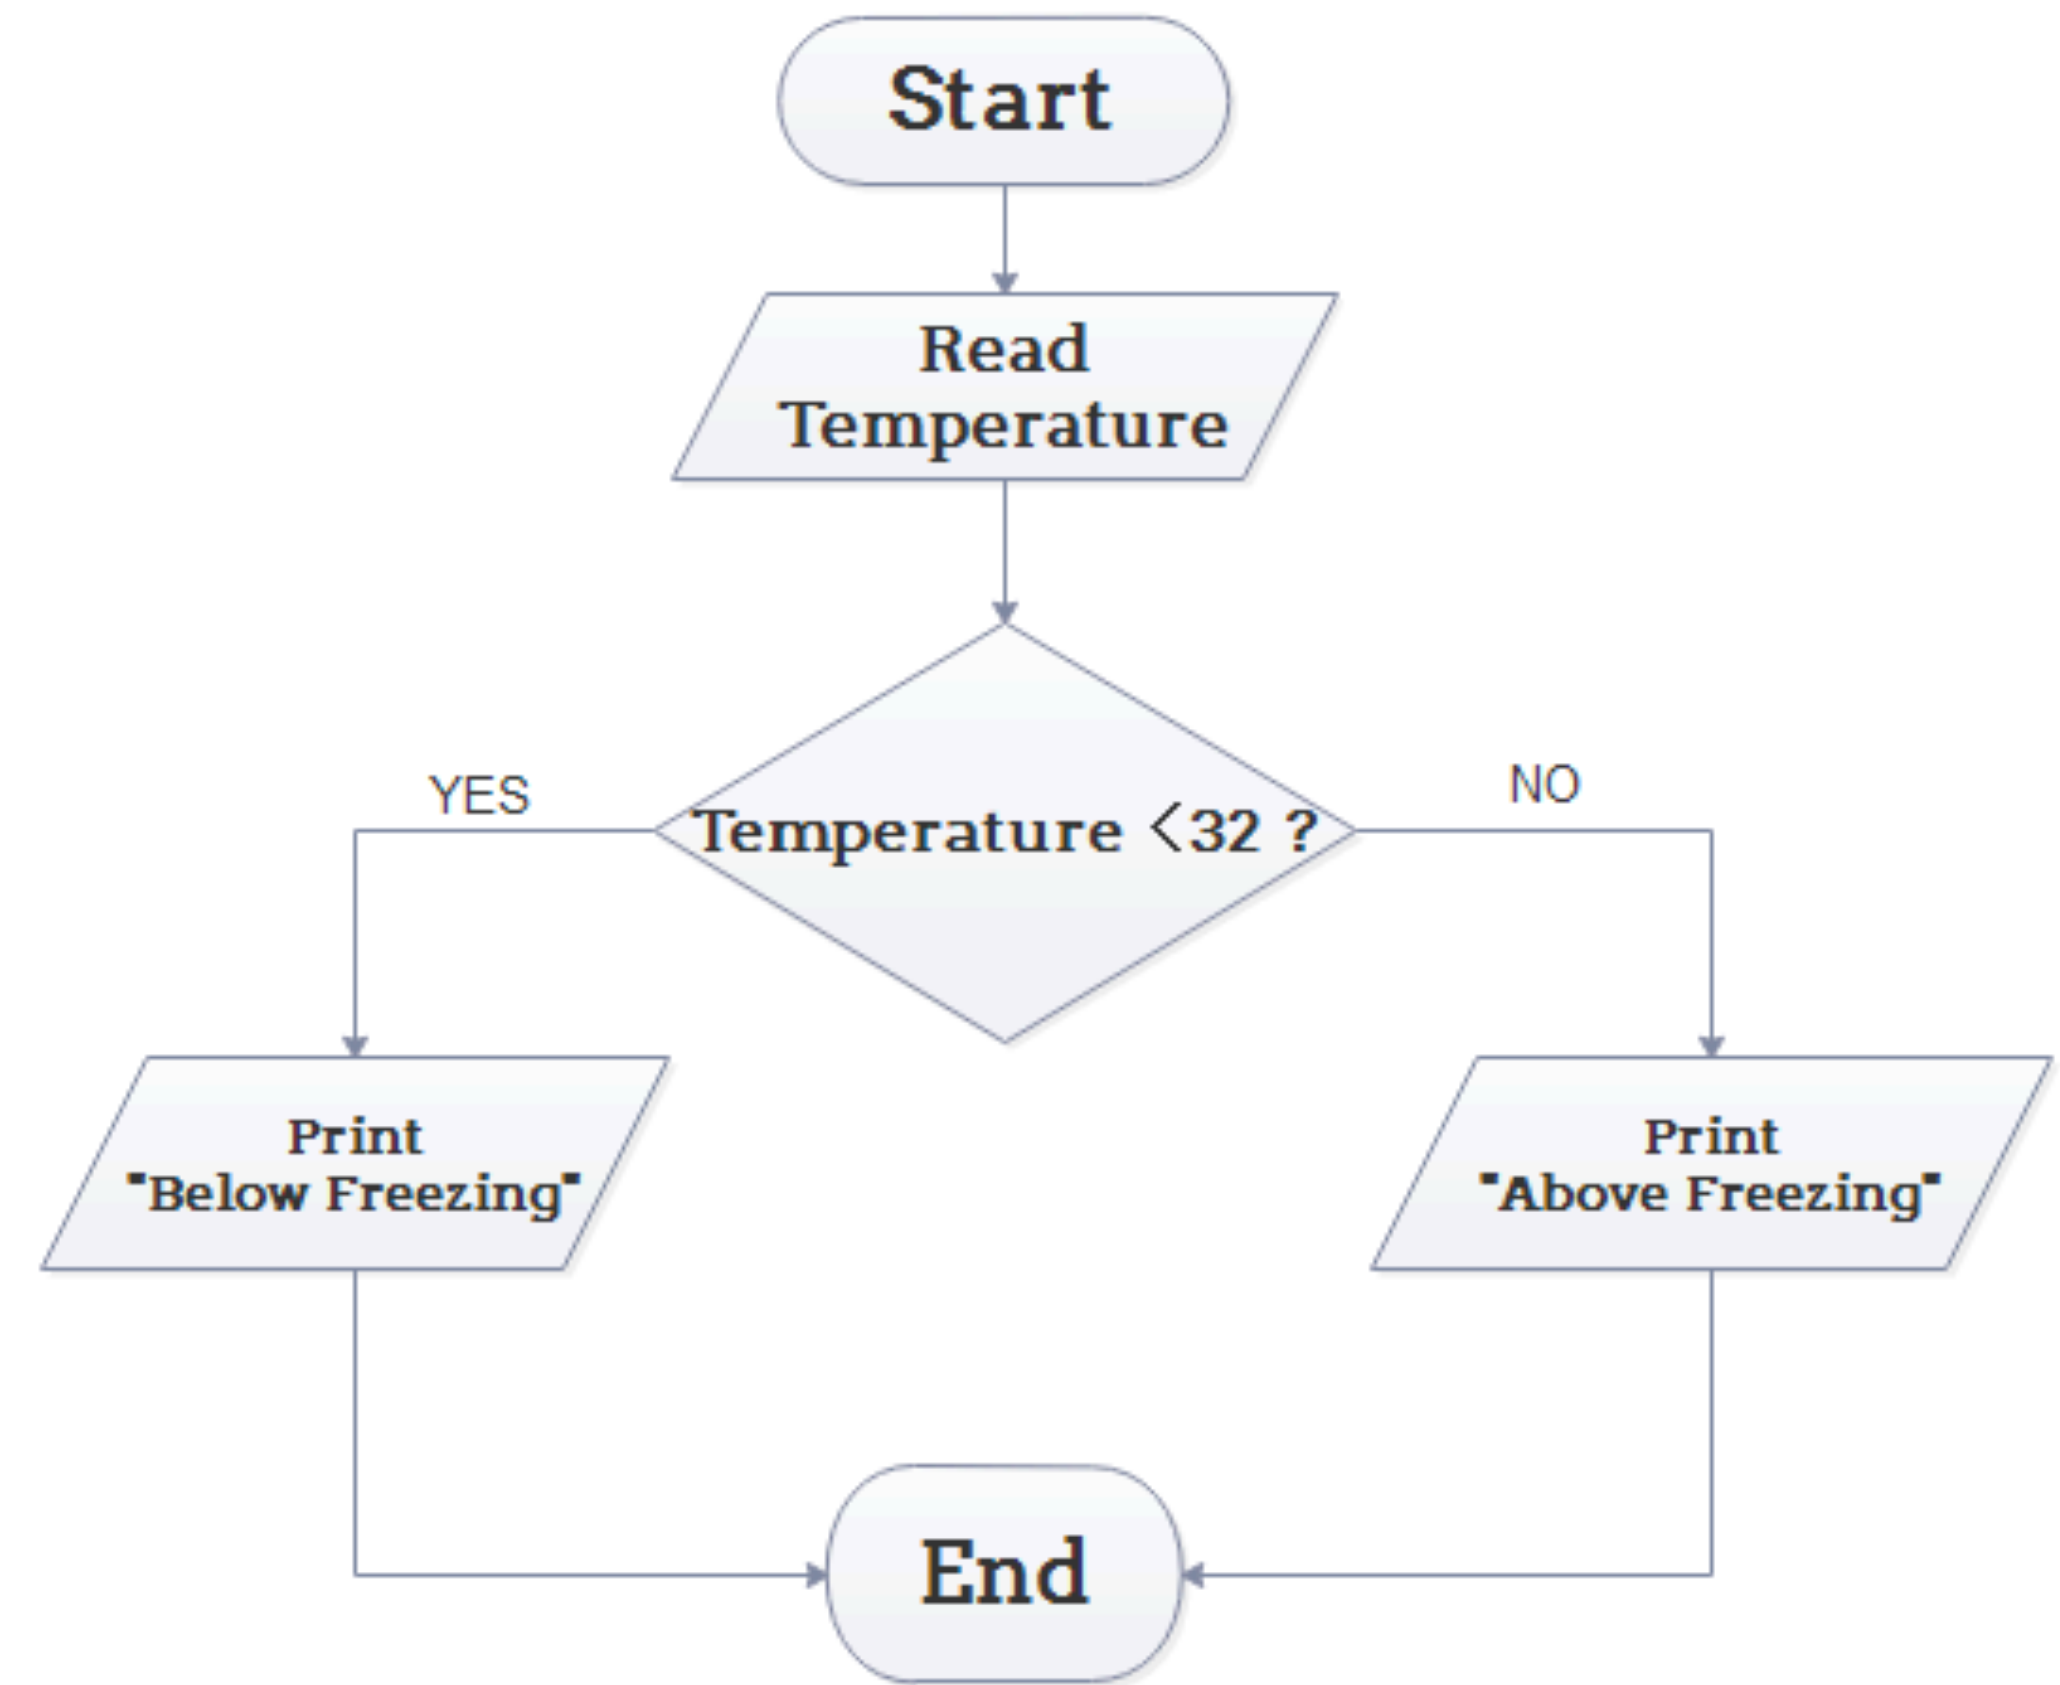 Start
Read
Temperature
YES
Temperature <32 ?
NO
Print
"Below Freezing"
Print
"Above Freezing"
End